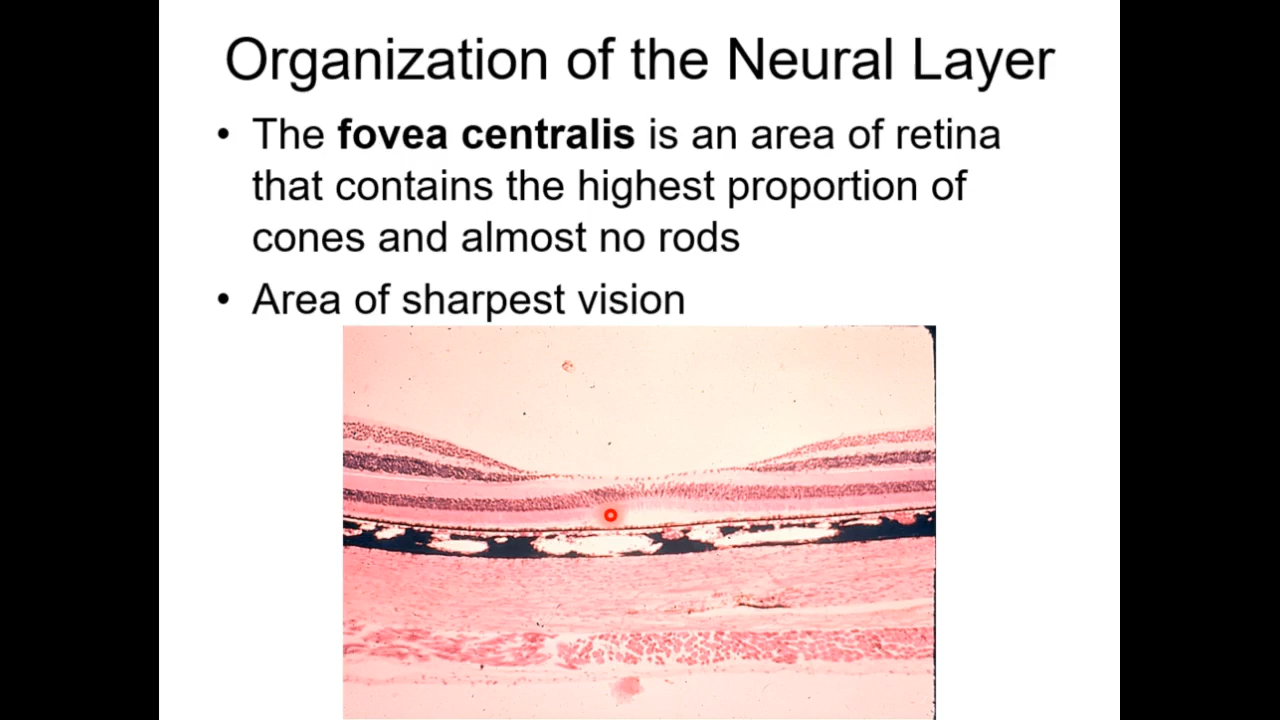 Organization of the Neural Layer
• The fovea centralis is an area of retina
that contains the highest proportion of
cones and almost no rods
• Area of sharpest vision